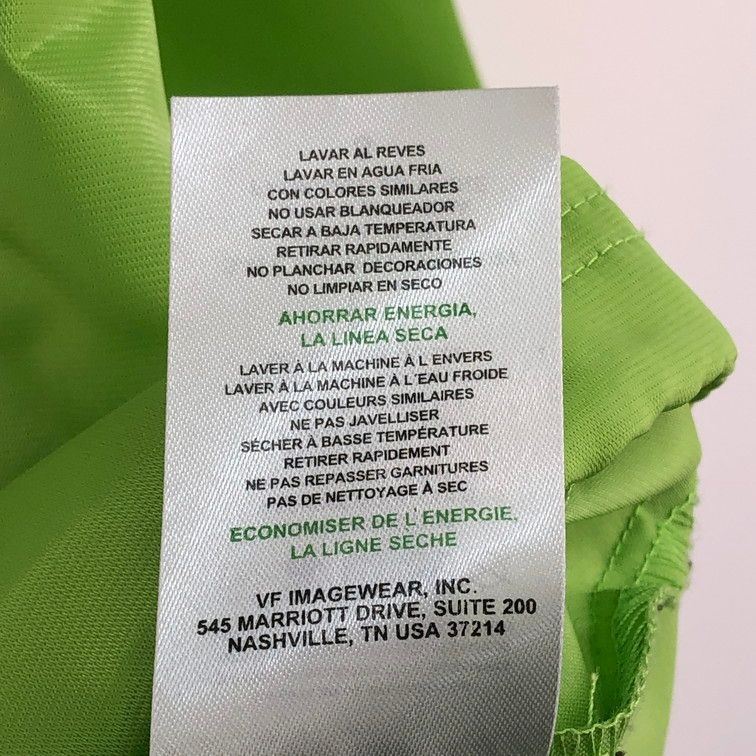 LAVAR AL REVES
LAVAR EN AGUA FRIA
CON COLORES SIMILARES
NO USAR BLANQUEADOR
SECAR A BAJA TEMPERATURA
RETIRAR RAPIDAMENTE
NO PLANCHAR DECORACIONES
NO LIMPIAR EN SECO
AHORRAR ENERGIA,
LA LINEA SECA
LAVER À LA MACHINE À L ENVERS
LAVER À LA MACHINE À L'EAU FROIDE
AVEC COULEURS SIMILAIRES
NE PAS JAVELLISER
SÉCHER À BASSE TEMPÉRATURE
RETIRER RAPIDEMENT
NE PAS REPASSER GARNITURES
PAS DE NETTOYAGE À SEC
ECONOMISER DE L'ENERGIE,
LA LIGNE SECHE
VF IMAGEWEAR, INC.
545 MARRIOTT DRIVE, SUITE 200
NASHVILLE, TN USA 37214